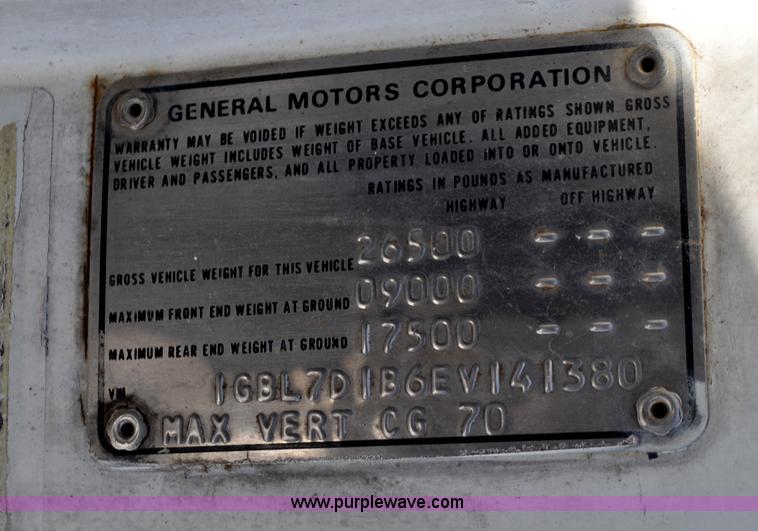 GENERAL MOTORS CORPORATION
WARRANTY MAY BE VOIDED IF WEIGHT EXCEEDS ANY OF RATINGS SHOWN GROSS
VEHICLE WEIGHT INCLUDES WEIGHT OF BASE VEHICLE. ALL ADDED EQUIPMENT,
DRIVER AND PASSENGERS, AND ALL PROPERTY LOADED INTO OR ONTO VEHICLE.
RATINGS IN POUNDS AS MANUFACTURED
HIGHWAY OFF HIGHWAY
GROSS VEHICLE WEIGHT FOR THIS VEHICLE 26500 - - -
MAXIMUM FRONT END WEIGHT AT GROUND 09000 - - -
MAXIMUM REAR END WEIGHT AT GROUND 17500 - - -
VIN 1GBL7D1B6EV141380
MAX VERT CG 70
www.purplewave.com